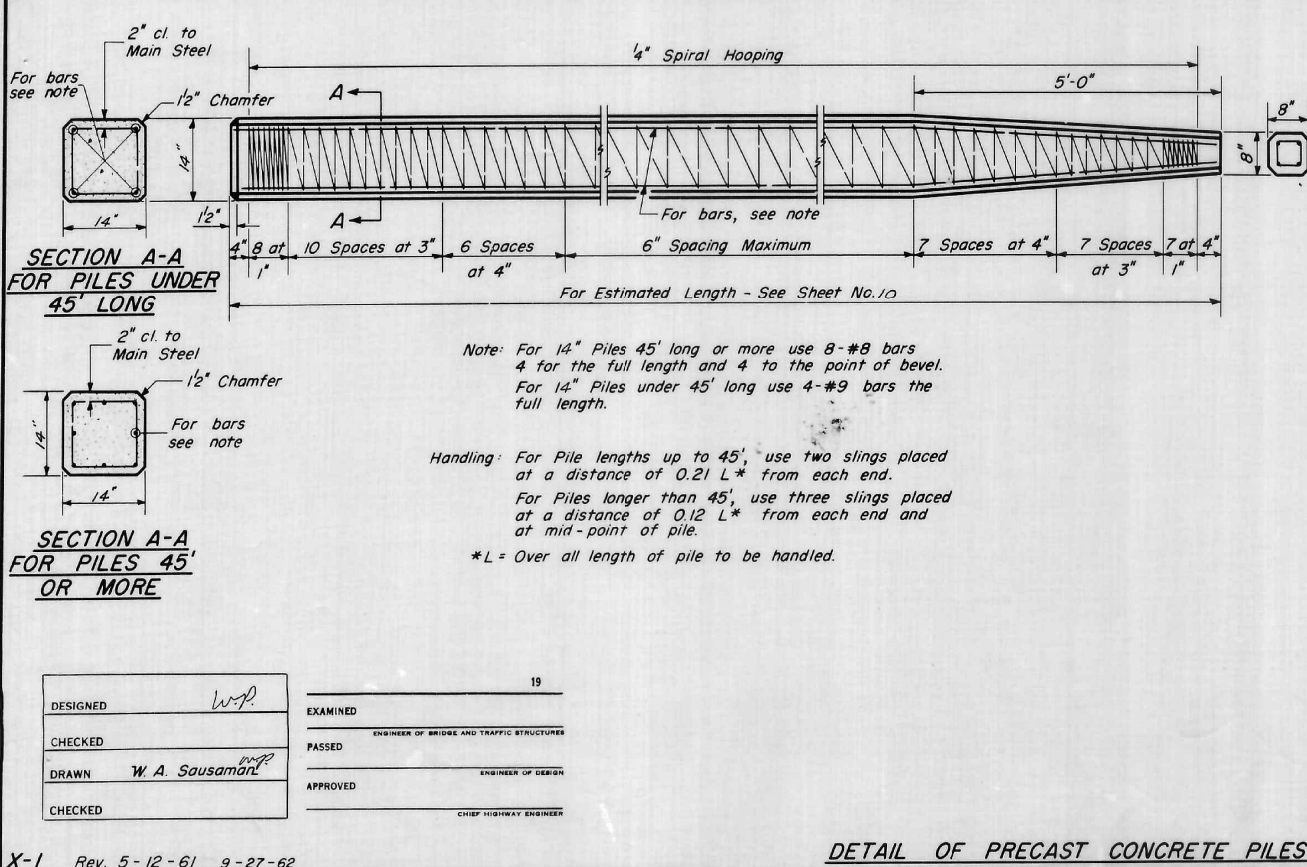 2" cl. to
Main Steel
For bars
see note
1½" Chamfer
14"
14"
1½"
SECTION A-A
FOR PILES UNDER
45' LONG
¼" Spiral Hooping
5'-0"
A
A
8"
8"
For bars, see note
4"
8 at
1"
10 Spaces at 3"
6 Spaces
at 4"
6" Spacing Maximum
7 Spaces at 4"
7 Spaces
at 3"
7 at
1"
4"
For Estimated Length - See Sheet No. 10
2" cl. to
Main Steel
1½" Chamfer
For bars
see note
14"
14"
SECTION A-A
FOR PILES 45'
OR MORE
Note: For 14" Piles 45' long or more use 8-#8 bars
4 for the full length and 4 to the point of bevel.
For 14" Piles under 45' long use 4-#9 bars the
full length.
Handling: For Pile lengths up to 45', use two slings placed
at a distance of 0.21 L* from each end.
For Piles longer than 45', use three slings placed
at a distance of 0.12 L* from each end and
at mid-point of pile.
*L = Over all length of pile to be handled.
DESIGNED W.P.
CHECKED
DRAWN W. A. Sausaman W.P.
CHECKED
19
EXAMINED
ENGINEER OF BRIDGE AND TRAFFIC STRUCTURES
PASSED
ENGINEER OF DESIGN
APPROVED
CHIEF HIGHWAY ENGINEER
X-1 Rev. 5-12-61 9-27-62
DETAIL OF PRECAST CONCRETE PILES